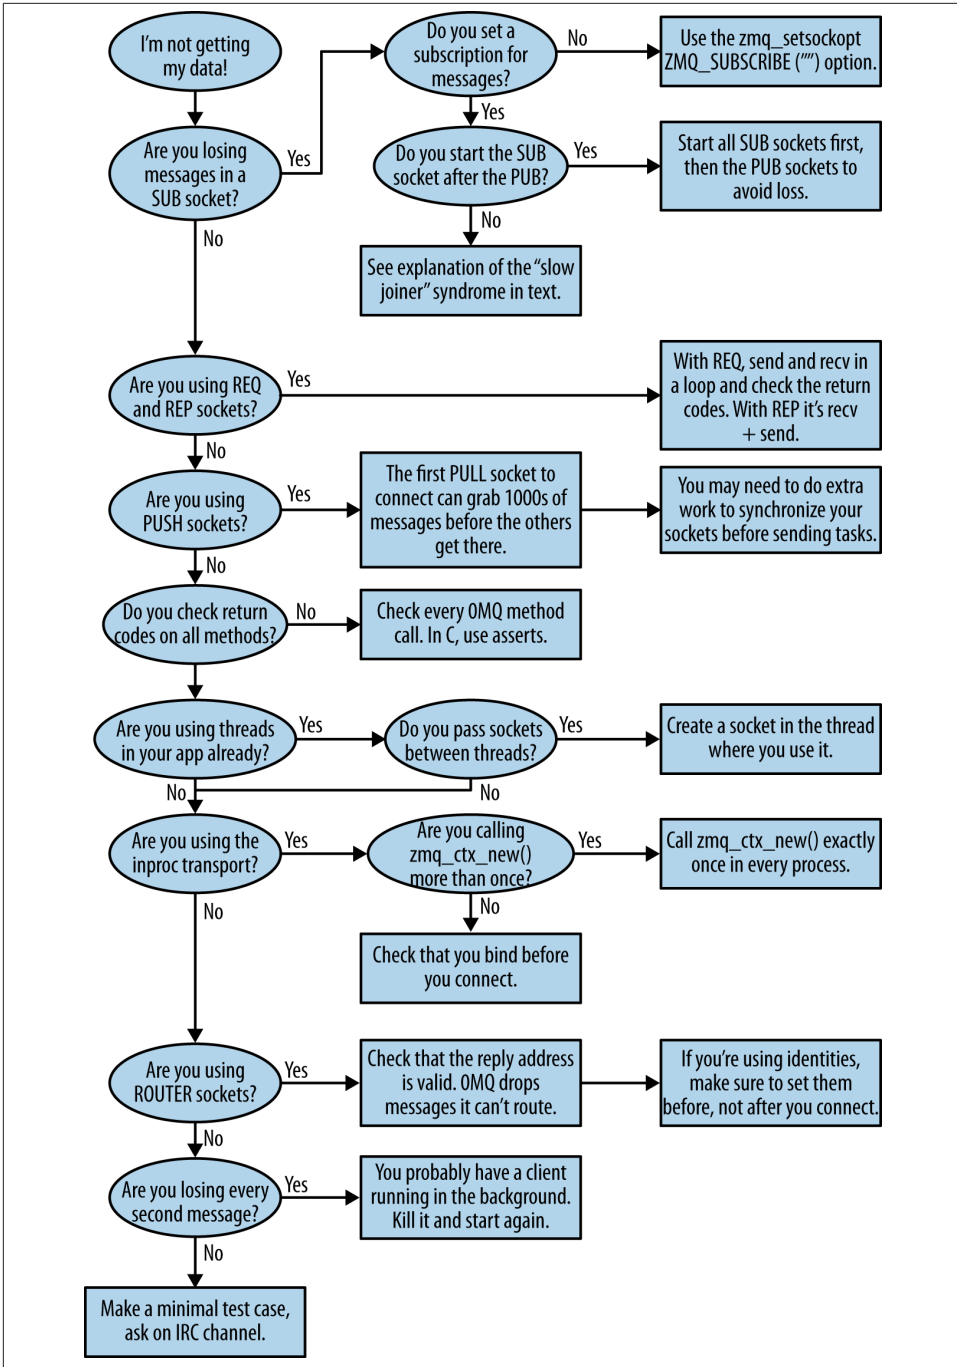 I'm not getting
my data!
Do you set a
subscription for
messages?
No
Use the zmq_setsockopt
ZMQ_SUBSCRIBE (””) option.
Yes
Are you losing
messages in a
SUB socket?
Yes
Do you start the SUB
socket after the PUB?
Yes
Start all SUB sockets first,
then the PUB sockets to
avoid loss.
No
No
See explanation of the “slow
joiner” syndrome in text.
Are you using REQ
and REP sockets?
Yes
With REQ, send and recv in
a loop and check the return
codes. With REP it's recv
+ send.
No
Are you using
PUSH sockets?
Yes
The first PULL socket to
connect can grab 1000s of
messages before the others
get there.
You may need to do extra
work to synchronize your
sockets before sending tasks.
No
Do you check return
codes on all methods?
No
Check every 0MQ method
call. In C, use asserts.
Are you using threads
in your app already?
Yes
Do you pass sockets
between threads?
Yes
Create a socket in the thread
where you use it.
No
No
Are you using the
inproc transport?
Yes
Are you calling
zmq_ctx_new()
more than once?
Yes
Call zmq_ctx_new() exactly
once in every process.
No
No
Check that you bind before
you connect.
Are you using
ROUTER sockets?
Yes
Check that the reply address
is valid. 0MQ drops
messages it can't route.
If you're using identities,
make sure to set them
before, not after you connect.
No
Are you losing every
second message?
Yes
You probably have a client
running in the background.
Kill it and start again.
No
Make a minimal test case,
ask on IRC channel.